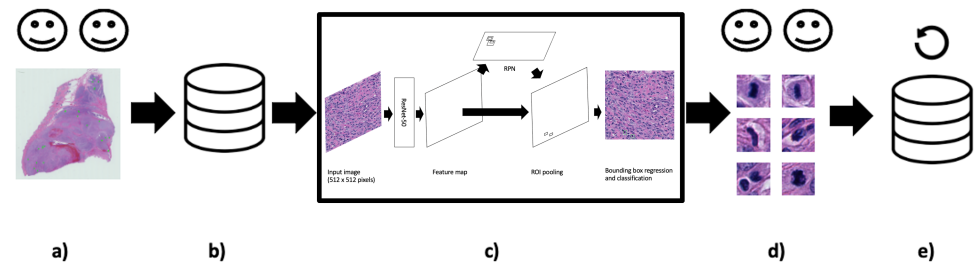 RPN
ResNet-50
Input image
(512 x 512 pixels)
Feature map
ROI pooling
Bounding box regression
and classification
a)
b)
c)
d)
e)